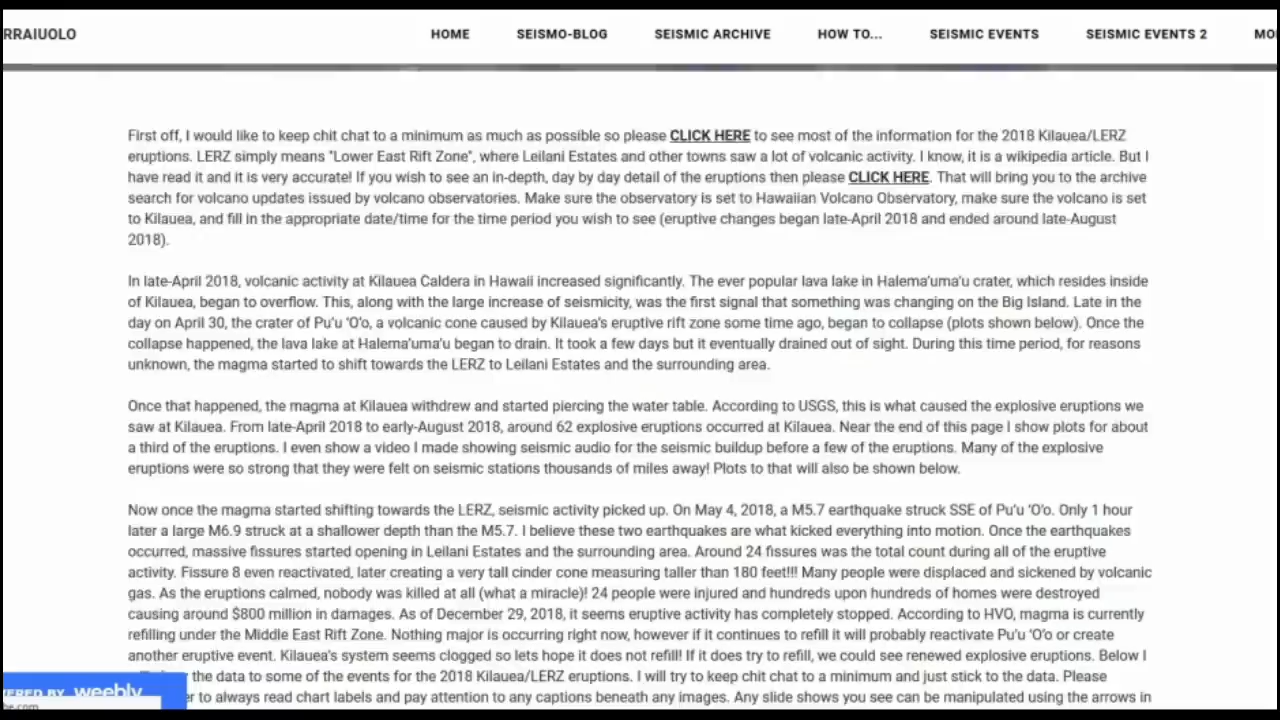 RRAIUOLO
HOME SEISMO-BLOG SEISMIC ARCHIVE HOW TO... SEISMIC EVENTS SEISMIC EVENTS 2
First off, I would like to keep chit chat to a minimum as much as possible so please CLICK HERE to see most of the information for the 2018 Kilauea/LERZ
eruptions. LERZ simply means "Lower East Rift Zone", where Leilani Estates and other towns saw a lot of volcanic activity. I know, it is a wikipedia article. But I
have read it and it is very accurate! If you wish to see an in-depth, day by day detail of the eruptions then please CLICK HERE. That will bring you to the archive
search for volcano updates issued by volcano observatories. Make sure the observatory is set to Hawaiian Volcano Observatory, make sure the volcano is set
to Kilauea, and fill in the appropriate date/time for the time period you wish to see (eruptive changes began late-April 2018 and ended around late-August
2018).
In late-April 2018, volcanic activity at Kilauea Caldera in Hawaii increased significantly. The ever popular lava lake in Halema'uma'u crater, which resides inside
of Kilauea, began to overflow. This, along with the large increase of seismicity, was the first signal that something was changing on the Big Island. Late in the
day on April 30, the crater of Pu'u 'O'o, a volcanic cone caused by Kilauea's eruptive rift zone some time ago, began to collapse (plots shown below). Once the
collapse happened, the lava lake at Halema'uma'u began to drain. It took a few days but it eventually drained out of sight. During this time period, for reasons
unknown, the magma started to shift towards the LERZ to Leilani Estates and the surrounding area.
Once that happened, the magma at Kilauea withdrew and started piercing the water table. According to USGS, this is what caused the explosive eruptions we
saw at Kilauea. From late-April 2018 to early-August 2018, around 62 explosive eruptions occurred at Kilauea. Near the end of this page I show plots for about
a third of the eruptions. I even show a video I made showing seismic audio for the seismic buildup before a few of the eruptions. Many of the explosive
eruptions were so strong that they were felt on seismic stations thousands of miles away! Plots to that will also be shown below.
Now once the magma started shifting towards the LERZ, seismic activity picked up. On May 4, 2018, a M5.7 earthquake struck SSE of Pu'u 'O'o. Only 1 hour
later a large M6.9 struck at a shallower depth than the M5.7. I believe these two earthquakes are what kicked everything into motion. Once the earthquakes
occurred, massive fissures started opening in Leilani Estates and the surrounding area. Around 24 fissures was the total count during all of the eruptive
activity. Fissure 8 even reactivated, later creating a very tall cinder cone measuring taller than 180 feet!!! Many people were displaced and sickened by volcanic
gas. As the eruptions calmed, nobody was killed at all (what a miracle)! 24 people were injured and hundreds upon hundreds of homes were destroyed
causing around $800 million in damages. As of December 29, 2018, it seems eruptive activity has completely stopped. According to HVO, magma is currently
refilling under the Middle East Rift Zone. Nothing major is occurring right now, however if it continues to refill it will probably reactivate Pu'u 'O'o or create
another eruptive event. Kilauea's system seems clogged so lets hope it does not refill! If it does try to refill, we could see renewed explosive eruptions. Below I
the data to some of the events for the 2018 Kilauea/LERZ eruptions. I will try to keep chit chat to a minimum and just stick to the data. Please
er to always read chart labels and pay attention to any captions beneath any images. Any slide shows you see can be manipulated using the arrows in
BY weebly